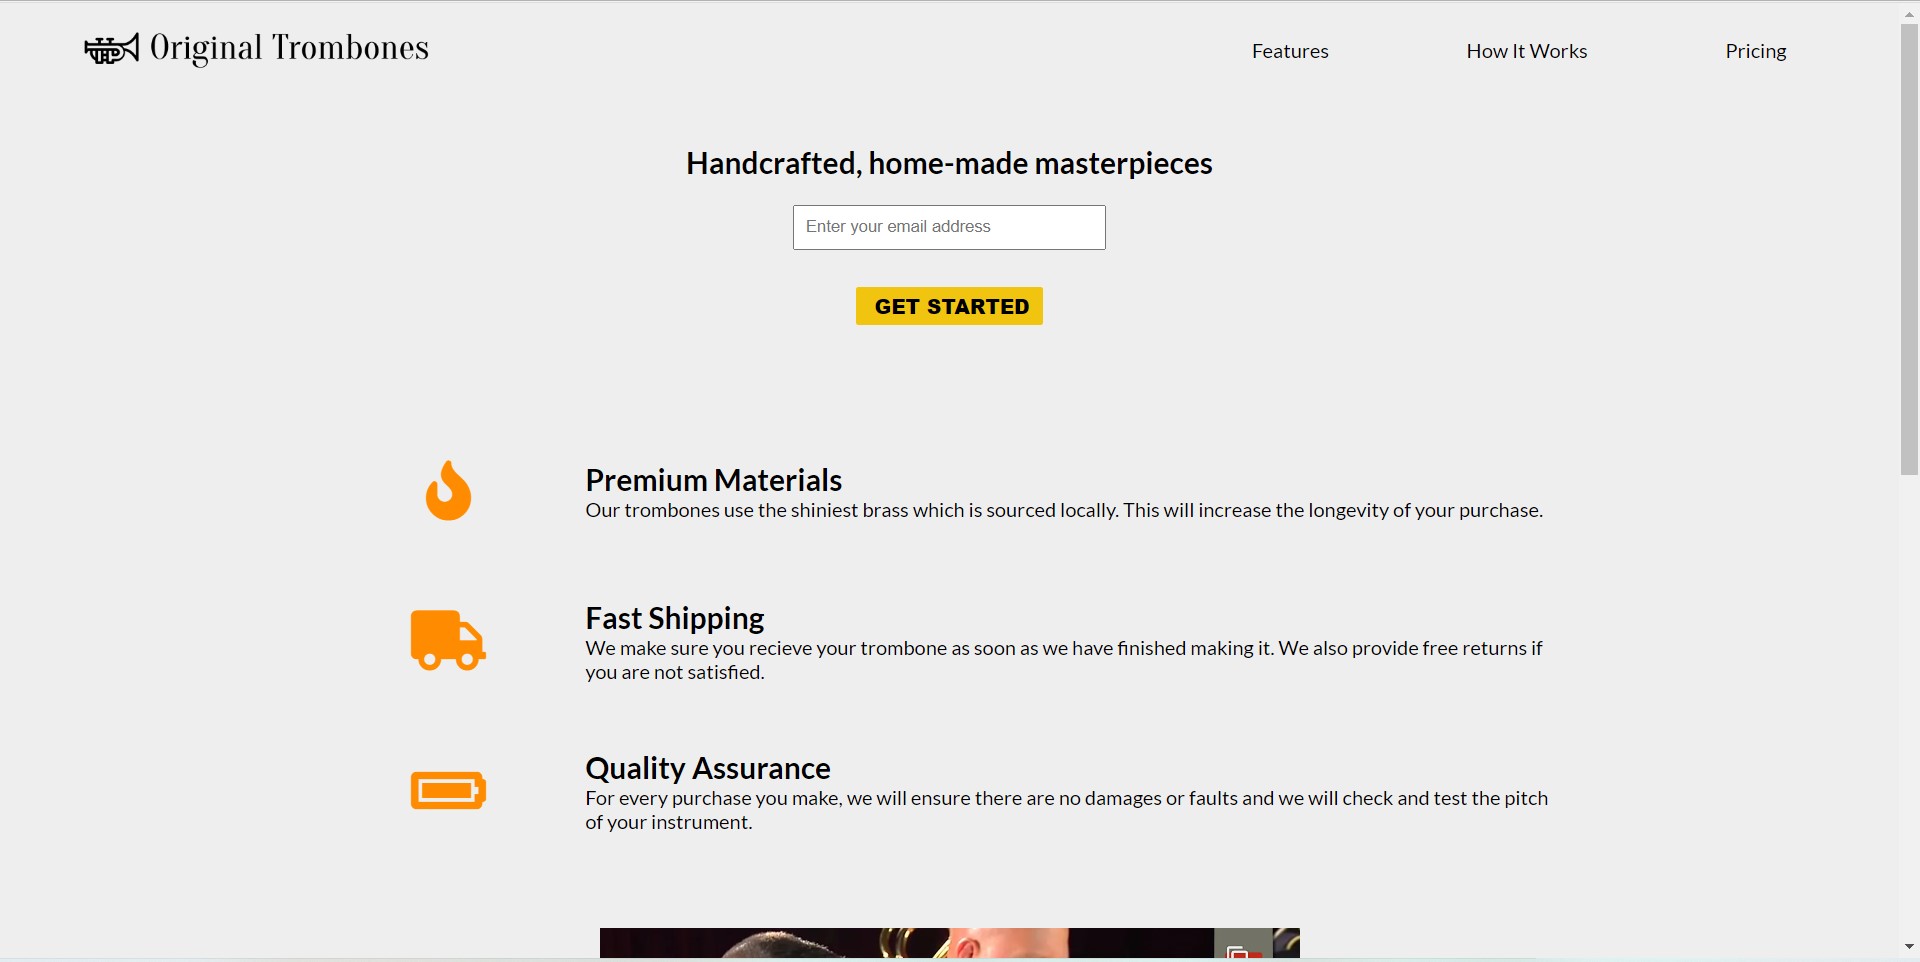 Original Trombones
Features
How It Works
Pricing
Handcrafted, home-made masterpieces
Enter your email address
GET STARTED
Premium Materials
Our trombones use the shiniest brass which is sourced locally. This will increase the longevity of your purchase.
Fast Shipping
We make sure you recieve your trombone as soon as we have finished making it. We also provide free returns if
you are not satisfied.
Quality Assurance
For every purchase you make, we will ensure there are no damages or faults and we will check and test the pitch
of your instrument.